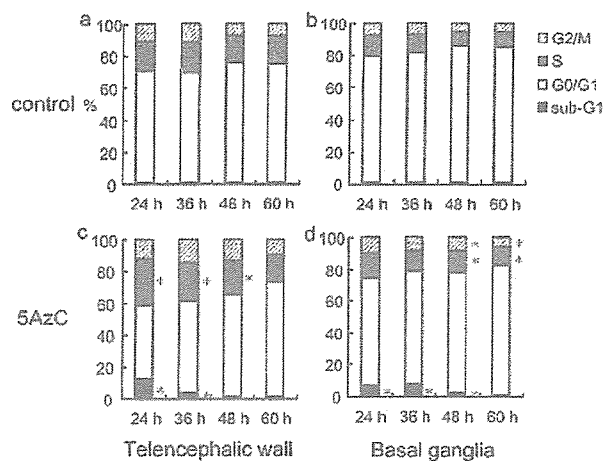 a
b
100
80
60
40
20
0
control %
24 h 36 h 48 h 60 h
100
80
60
40
20
0
24 h 36 h 48 h 60 h
G2/M
S
G0/G1
sub-G1
c
d
100
80
60
40
20
0
5AzC
* * *
* *
24 h 36 h 48 h 60 h
Telencephalic wall
100
80
60
40
20
0
* *
* *
* * *
24 h 36 h 48 h 60 h
Basal ganglia